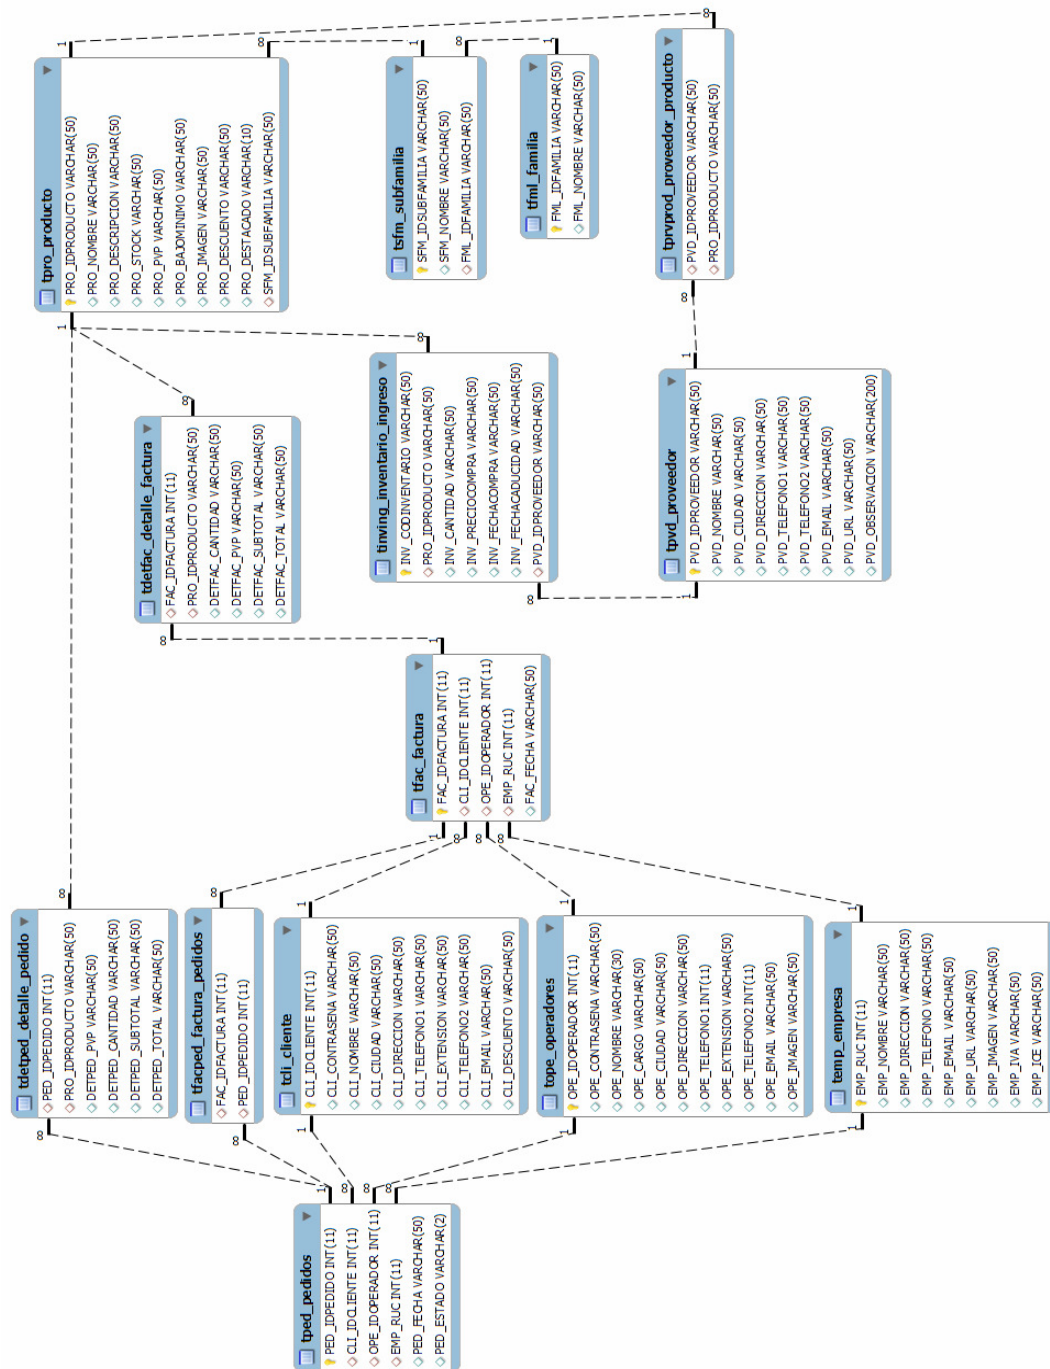 tped_pedidos
PED_IDPEDIDO INT(11)
CLI_IDCLIENTE INT(11)
OPE_IDOPERADOR INT(11)
EMP_RUC INT(11)
PED_FECHA VARCHAR(50)
PED_ESTADO VARCHAR(2)
tdetped_detalle_pedido
PED_IDPEDIDO INT(11)
PRO_IDPRODUCTO VARCHAR(50)
DETPED_PVP VARCHAR(50)
DETPED_CANTIDAD VARCHAR(50)
DETPED_SUBTOTAL VARCHAR(50)
DETPED_TOTAL VARCHAR(50)
tfacped_factura_pedidos
FAC_IDFACTURA INT(11)
PED_IDPEDIDO INT(11)
tcli_cliente
CLI_IDCLIENTE INT(11)
CLI_CONTRASENA VARCHAR(50)
CLI_NOMBRE VARCHAR(50)
CLI_CIUDAD VARCHAR(50)
CLI_DIRECCION VARCHAR(50)
CLI_TELEFONO1 VARCHAR(50)
CLI_EXTENSION VARCHAR(50)
CLI_TELEFONO2 VARCHAR(50)
CLI_EMAIL VARCHAR(50)
CLI_DESCUENTO VARCHAR(50)
tope_operadores
OPE_IDOPERADOR INT(11)
OPE_CONTRASENA VARCHAR(50)
OPE_NOMBRE VARCHAR(30)
OPE_CARGO VARCHAR(50)
OPE_CIUDAD VARCHAR(50)
OPE_DIRECCION VARCHAR(50)
OPE_TELEFONO1 INT(11)
OPE_EXTENSION VARCHAR(50)
OPE_TELEFONO2 INT(11)
OPE_EMAIL VARCHAR(50)
OPE_IMAGEN VARCHAR(50)
temp_empresa
EMP_RUC INT(11)
EMP_NOMBRE VARCHAR(50)
EMP_DIRECCION VARCHAR(50)
EMP_TELEFONO VARCHAR(50)
EMP_EMAIL VARCHAR(50)
EMP_URL VARCHAR(50)
EMP_IMAGEN VARCHAR(50)
EMP_IVA VARCHAR(50)
EMP_ICE VARCHAR(50)
tfac_factura
FAC_IDFACTURA INT(11)
CLI_IDCLIENTE INT(11)
OPE_IDOPERADOR INT(11)
EMP_RUC INT(11)
FAC_FECHA VARCHAR(50)
tdetfac_detalle_factura
FAC_IDFACTURA INT(11)
PRO_IDPRODUCTO VARCHAR(50)
DETFAC_CANTIDAD VARCHAR(50)
DETFAC_PVP VARCHAR(50)
DETFAC_SUBTOTAL VARCHAR(50)
DETFAC_TOTAL VARCHAR(50)
tinving_inventario_ingreso
INV_CODINVENTARIO VARCHAR(50)
PRO_IDPRODUCTO VARCHAR(50)
INV_CANTIDAD VARCHAR(50)
INV_PRECIOCOMPRA VARCHAR(50)
INV_FECHACOMPRA VARCHAR(50)
INV_FECHACADUCIDAD VARCHAR(50)
PVD_IDPROVEEDOR VARCHAR(50)
tpvd_proveedor
PVD_IDPROVEEDOR VARCHAR(50)
PVD_NOMBRE VARCHAR(50)
PVD_CIUDAD VARCHAR(50)
PVD_DIRECCION VARCHAR(50)
PVD_TELEFONO1 VARCHAR(50)
PVD_TELEFONO2 VARCHAR(50)
PVD_EMAIL VARCHAR(50)
PVD_URL VARCHAR(50)
PVD_OBSERVACION VARCHAR(200)
tpro_producto
PRO_IDPRODUCTO VARCHAR(50)
PRO_NOMBRE VARCHAR(50)
PRO_DESCRIPCION VARCHAR(50)
PRO_STOCK VARCHAR(50)
PRO_PVP VARCHAR(50)
PRO_BAJOMINIMO VARCHAR(50)
PRO_IMAGEN VARCHAR(50)
PRO_DESCUENTO VARCHAR(50)
PRO_DESTACADO VARCHAR(10)
SFM_IDSUBFAMILIA VARCHAR(50)
tsfm_subfamilia
SFM_IDSUBFAMILIA VARCHAR(50)
SFM_NOMBRE VARCHAR(50)
FML_IDFAMILIA VARCHAR(50)
tfml_familia
FML_IDFAMILIA VARCHAR(50)
FML_NOMBRE VARCHAR(50)
tprvprod_proveedor_producto
PVD_IDPROVEEDOR VARCHAR(50)
PRO_IDPRODUCTO VARCHAR(50)